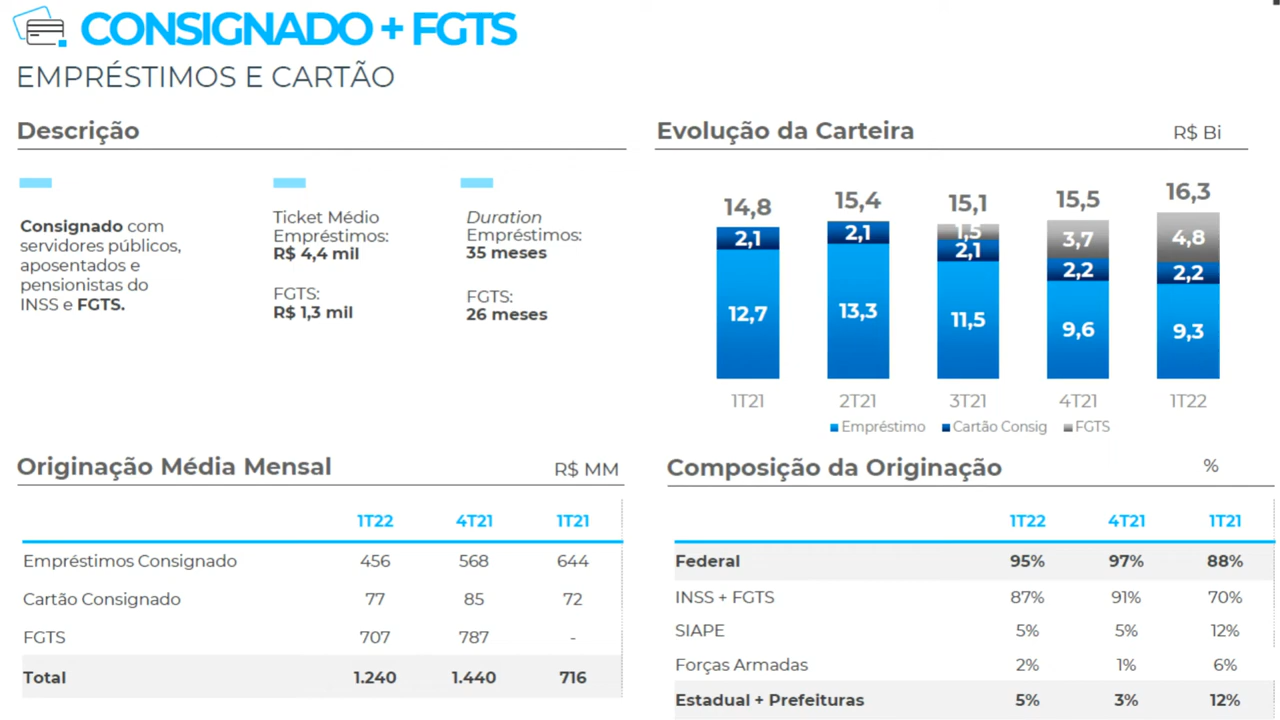 CONSIGNADO + FGTS
EMPRÉSTIMOS E CARTÃO
Descrição
Consignado com
servidores públicos,
aposentados e
pensionistas do
INSS e FGTS.
Ticket Médio
Empréstimos:
R$ 4,4 mil
FGTS:
R$ 1,3 mil
Duration
Empréstimos:
35 meses
FGTS:
26 meses
Evolução da Carteira R$ Bi
14,8 15,4 15,1 15,5 16,3
1,5 3,7 4,8
2,1 2,1 2,1 2,2 2,2
12,7 13,3 11,5 9,6 9,3
1T21 2T21 3T21 4T21 1T22
Empréstimo Cartão Consig FGTS
Originação Média Mensal R$ MM
1T22 4T21 1T21
Empréstimos Consignado 456 568 644
Cartão Consignado 77 85 72
FGTS 707 787 -
Total 1.240 1.440 716
Composição da Originação %
1T22 4T21 1T21
Federal 95% 97% 88%
INSS + FGTS 87% 91% 70%
SIAPE 5% 5% 12%
Forças Armadas 2% 1% 6%
Estadual + Prefeituras 5% 3% 12%